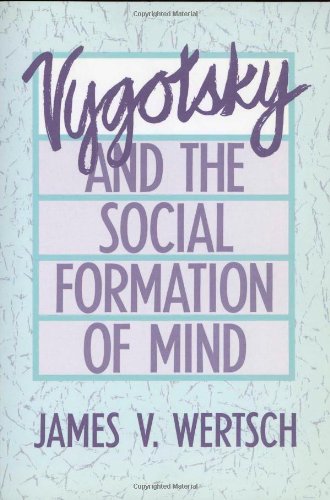 Vygotsky
AND THE
SOCIAL
FORMATION
OF MIND
JAMES V. WERTSCH